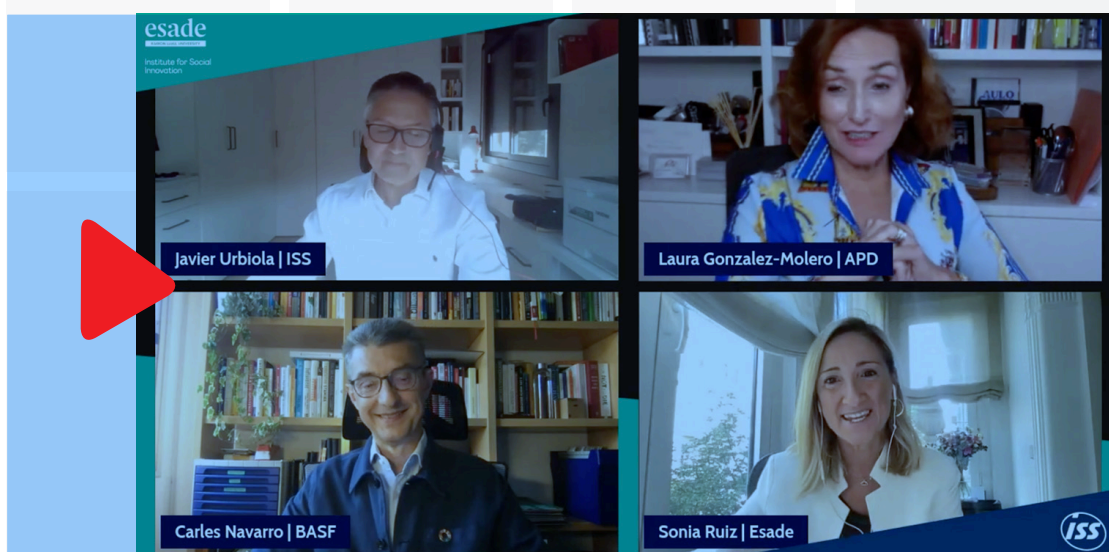 esade
Institute for Social
Innovation
AULO
Javier Urbiola | ISS
Laura Gonzalez-Molero | APD
Carles Navarro | BASF
Sonia Ruiz | Esade
iss